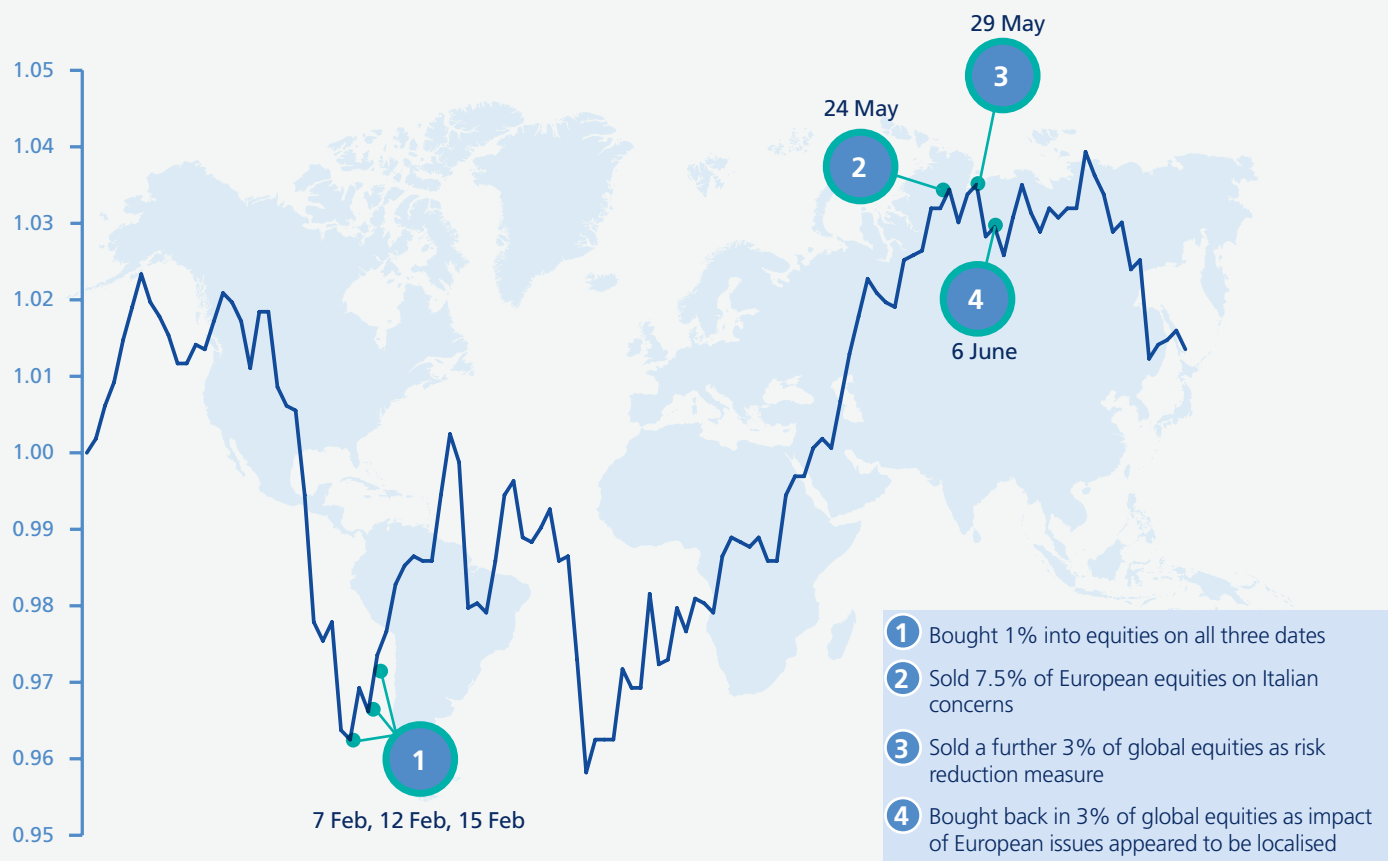 29 May
3
24 May
2
4
6 June
1
7 Feb, 12 Feb, 15 Feb
1.05
1.04
1.03
1.02
1.01
1.00
0.99
0.98
0.97
0.96
0.95
1 Bought 1% into equities on all three dates
2 Sold 7.5% of European equities on Italian
concerns
3 Sold a further 3% of global equities as risk
reduction measure
4 Bought back in 3% of global equities as impact
of European issues appeared to be localised